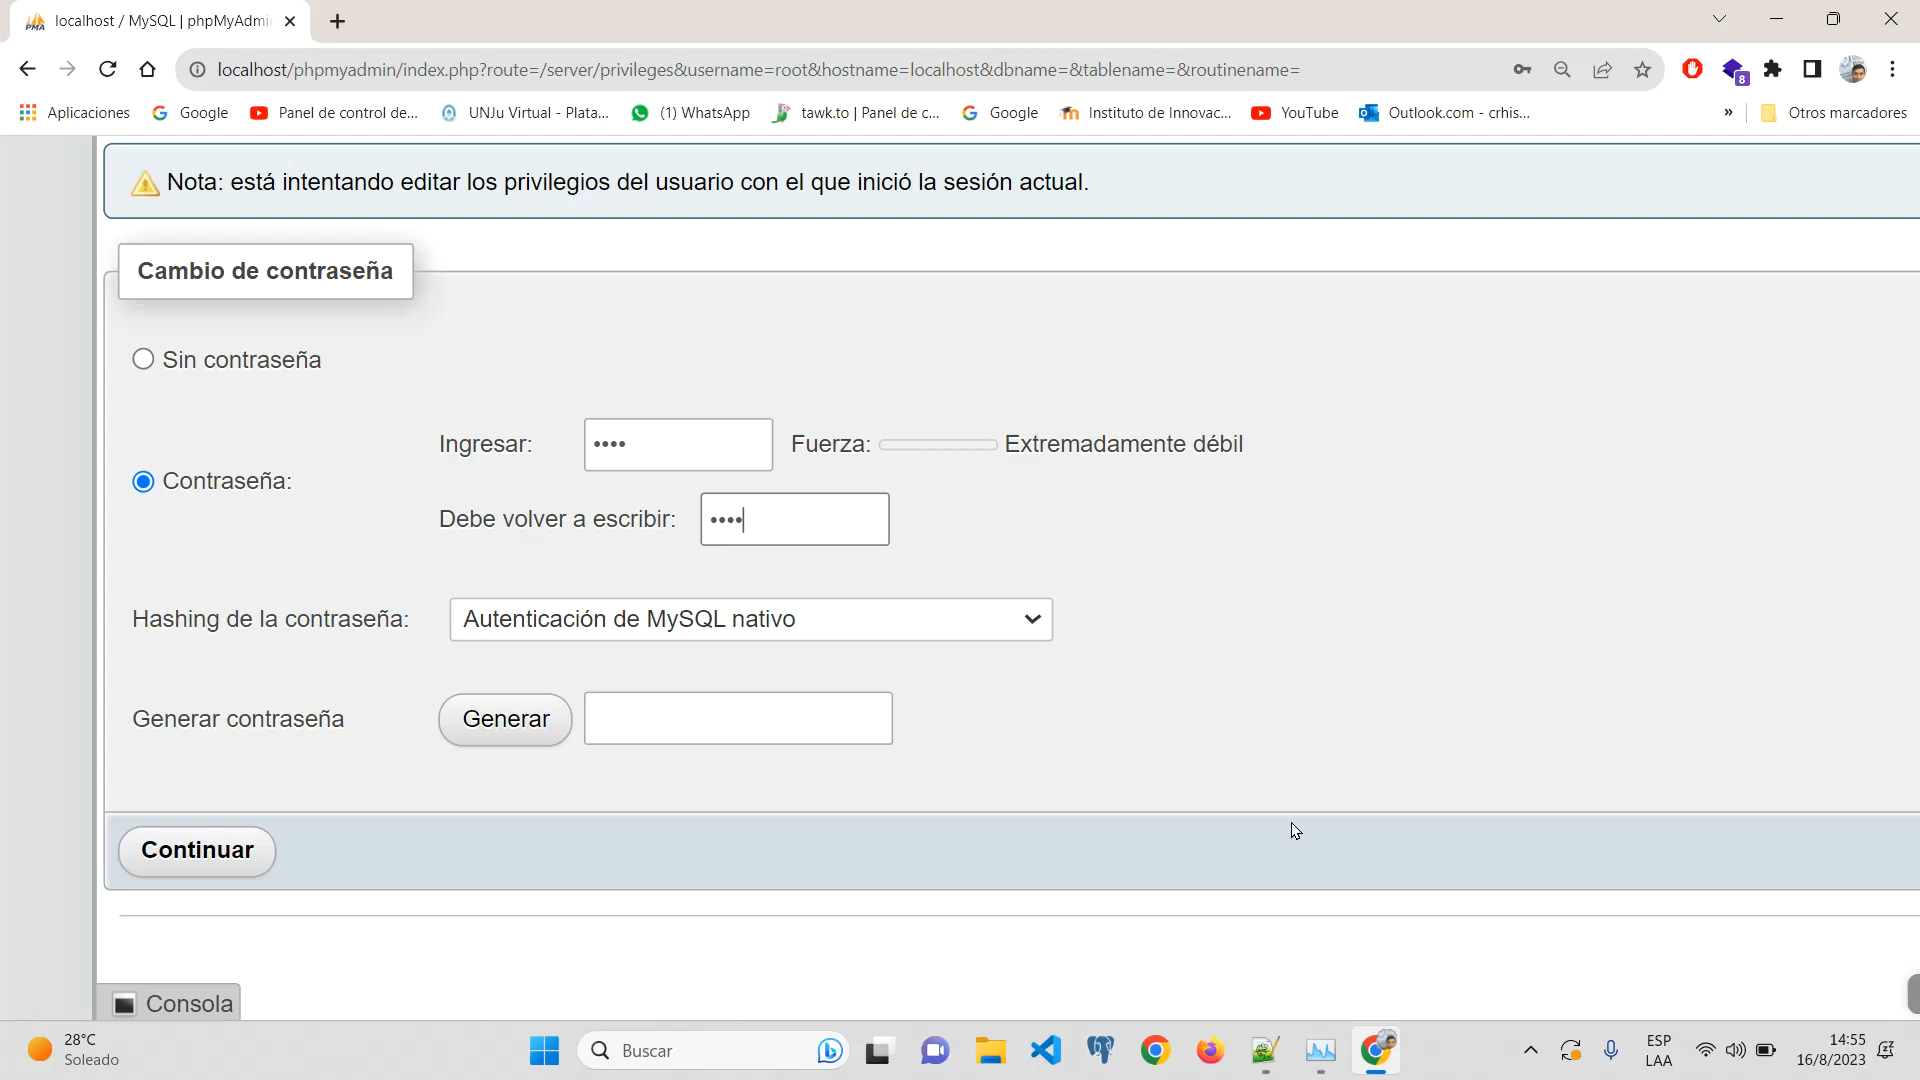 localhost / MySQL | phpMyAdmin
localhost/phpmyadmin/index.php?route=/server/privileges&username=root&hostname=localhost&dbname=&tablename=&routinename=
8
Aplicaciones
Google
Panel de control de...
UNJu Virtual - Plata...
(1) WhatsApp
tawk.to | Panel de c...
Google
Instituto de Innovac...
YouTube
Outlook.com - crhis...
»
Otros marcadores
Nota: está intentando editar los privilegios del usuario con el que inició la sesión actual.
Cambio de contraseña
Sin contraseña
Contraseña:
Ingresar:
••••
Fuerza:
Extremadamente débil
Debe volver a escribir:
••••
Hashing de la contraseña:
Autenticación de MySQL nativo
Generar contraseña
Generar
Continuar
Consola
28°C
Soleado
Buscar
ESP
LAA
14:55
16/8/2023